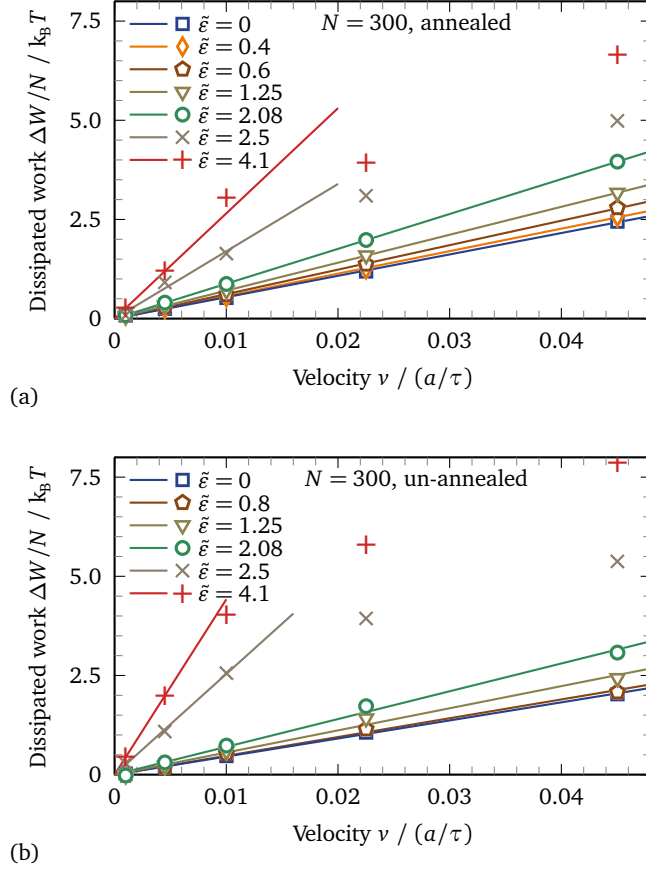 7.5
5.0
2.5
0
Dissipated work ΔW/N / k_B T
N = 300, annealed
ε̃ = 0
ε̃ = 0.4
ε̃ = 0.6
ε̃ = 1.25
ε̃ = 2.08
ε̃ = 2.5
ε̃ = 4.1
0 0.01 0.02 0.03 0.04
Velocity v / (a/τ)
(a)
7.5
5.0
2.5
0
Dissipated work ΔW/N / k_B T
N = 300, un-annealed
ε̃ = 0
ε̃ = 0.8
ε̃ = 1.25
ε̃ = 2.08
ε̃ = 2.5
ε̃ = 4.1
0 0.01 0.02 0.03 0.04
Velocity v / (a/τ)
(b)